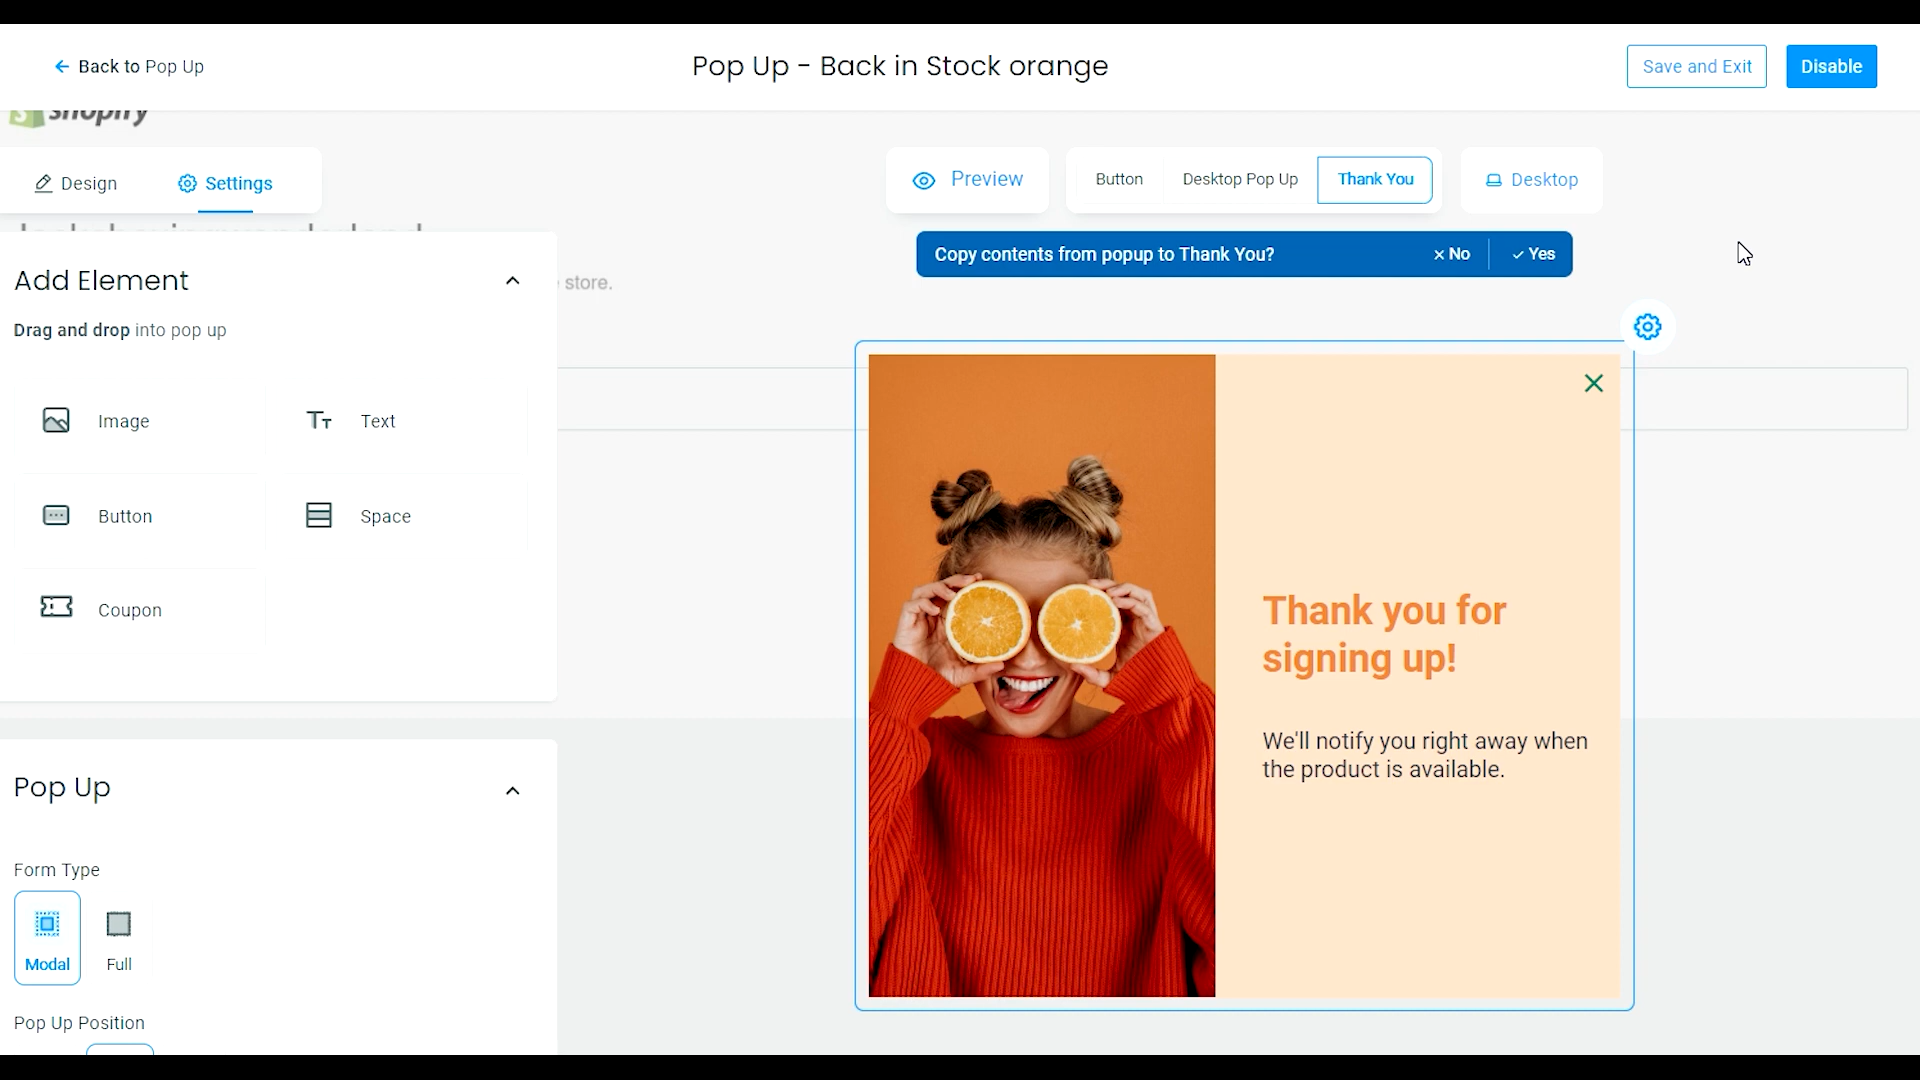 Back to Pop Up
Pop Up - Back in Stock orange
Save and Exit
Disable
shopify
Design
Settings
Preview
Button
Desktop Pop Up
Thank You
Desktop
Copy contents from popup to Thank You?
No
Yes
Add Element
store.
Drag and drop into pop up
Image
Text
Button
Space
Coupon
Thank you for
signing up!
We'll notify you right away when
the product is available.
Pop Up
Form Type
Modal
Full
Pop Up Position